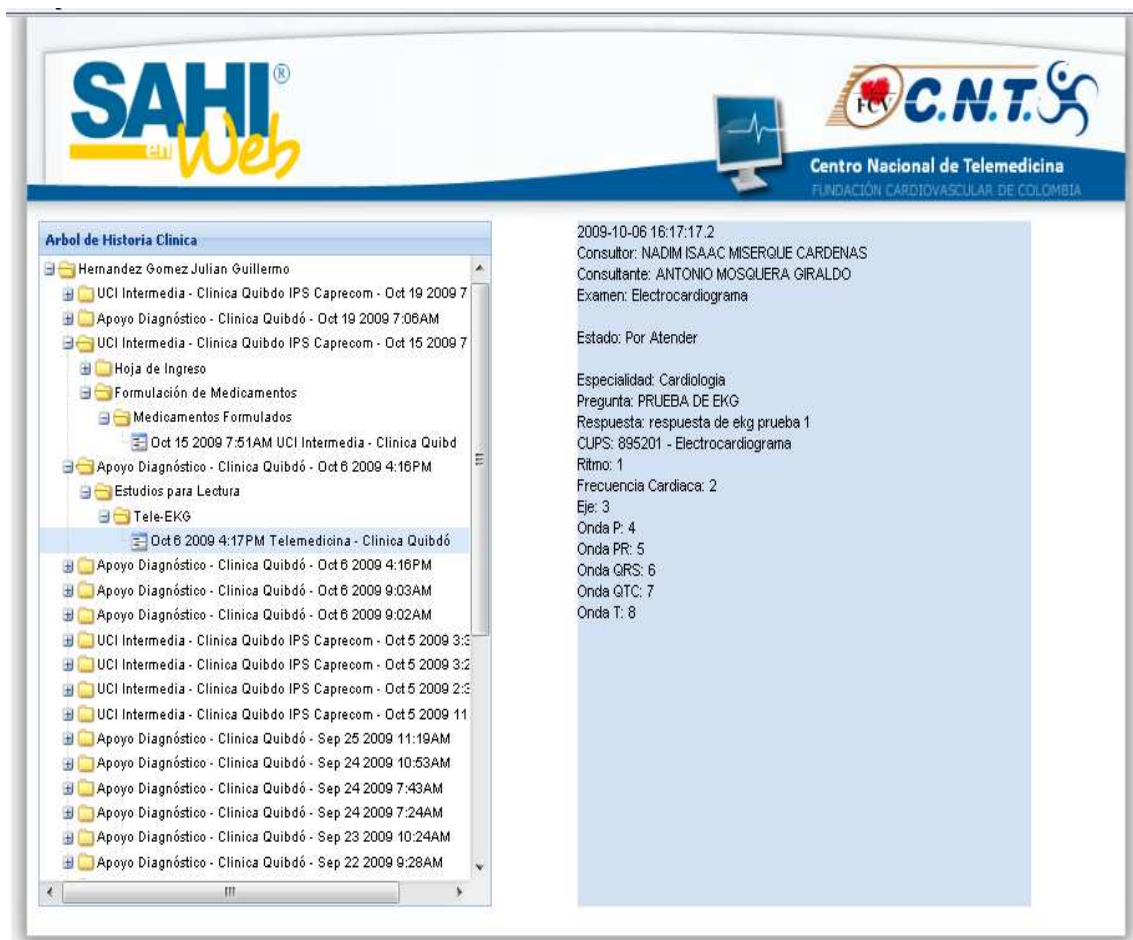 SAHI®
en Web
FCV C.N.T.
Centro Nacional de Telemedicina
FUNDACIÓN CARDIOVASCULAR DE COLOMBIA
Arbol de Historia Clinica
Hernandez Gomez Julian Guillermo
UCI Intermedia - Clinica Quibdo IPS Caprecom - Oct 19 2009 7
Apoyo Diagnóstico - Clinica Quibdó - Oct 19 2009 7:06AM
UCI Intermedia - Clinica Quibdo IPS Caprecom - Oct 15 2009 7
Hoja de Ingreso
Formulación de Medicamentos
Medicamentos Formulados
Oct 15 2009 7:51AM UCI Intermedia - Clinica Quibd
Apoyo Diagnóstico - Clinica Quibdó - Oct 6 2009 4:16PM
Estudios para Lectura
Tele-EKG
Oct 6 2009 4:17PM Telemedicina - Clinica Quibdó
Apoyo Diagnóstico - Clinica Quibdó - Oct 6 2009 4:16PM
Apoyo Diagnóstico - Clinica Quibdó - Oct 6 2009 9:03AM
Apoyo Diagnóstico - Clinica Quibdó - Oct 6 2009 9:02AM
UCI Intermedia - Clinica Quibdo IPS Caprecom - Oct 5 2009 3:3
UCI Intermedia - Clinica Quibdo IPS Caprecom - Oct 5 2009 3:2
UCI Intermedia - Clinica Quibdo IPS Caprecom - Oct 5 2009 2:3
UCI Intermedia - Clinica Quibdo IPS Caprecom - Oct 5 2009 11
Apoyo Diagnóstico - Clinica Quibdó - Sep 25 2009 11:19AM
Apoyo Diagnóstico - Clinica Quibdó - Sep 24 2009 10:53AM
Apoyo Diagnóstico - Clinica Quibdó - Sep 24 2009 7:43AM
Apoyo Diagnóstico - Clinica Quibdó - Sep 24 2009 7:24AM
Apoyo Diagnóstico - Clinica Quibdó - Sep 23 2009 10:24AM
Apoyo Diagnóstico - Clinica Quibdó - Sep 22 2009 9:28AM
2009-10-06 16:17:17.2
Consultor: NADIM ISAAC MISERQUE CARDENAS
Consultante: ANTONIO MOSQUERA GIRALDO
Examen: Electrocardiograma
Estado: Por Atender
Especialidad: Cardiologia
Pregunta: PRUEBA DE EKG
Respuesta: respuesta de ekg prueba 1
CUPS: 895201 - Electrocardiograma
Ritmo: 1
Frecuencia Cardiaca: 2
Eje: 3
Onda P: 4
Onda PR: 5
Onda QRS: 6
Onda QTC: 7
Onda T: 8